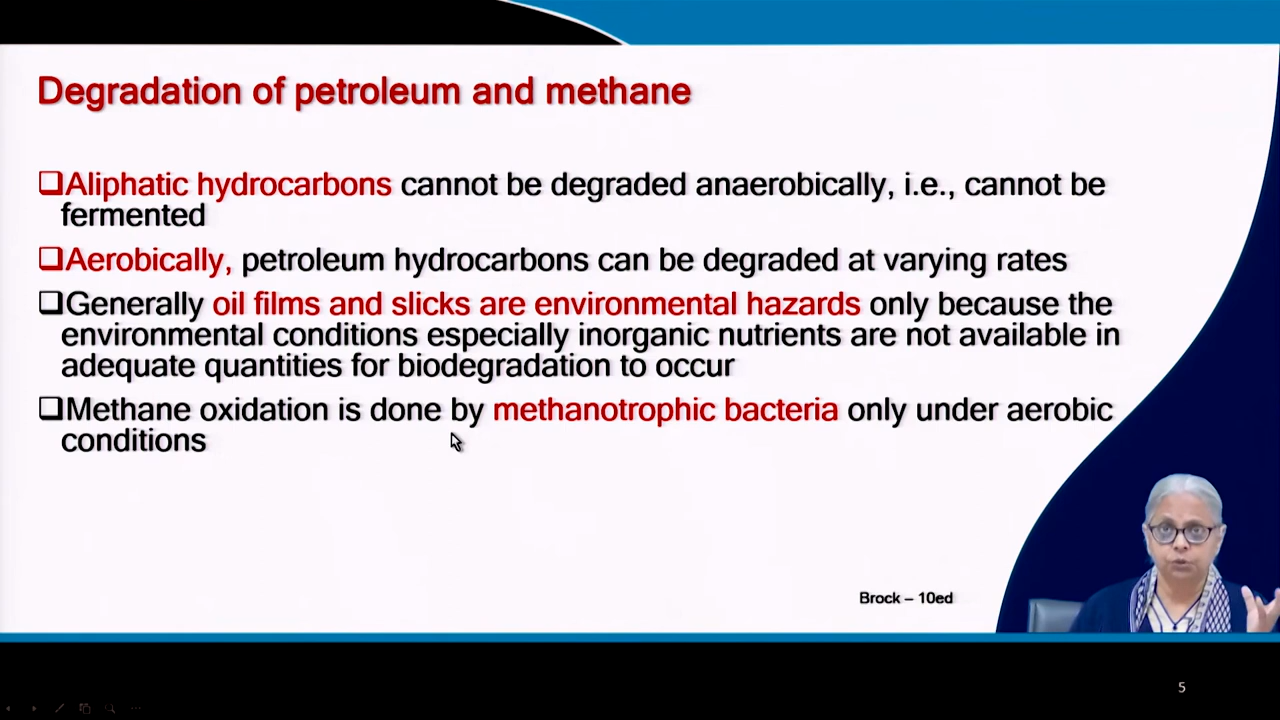 Degradation of petroleum and methane
❑Aliphatic hydrocarbons cannot be degraded anaerobically, i.e., cannot be
fermented
❑Aerobically, petroleum hydrocarbons can be degraded at varying rates
❑Generally oil films and slicks are environmental hazards only because the
environmental conditions especially inorganic nutrients are not available in
adequate quantities for biodegradation to occur
❑Methane oxidation is done by methanotrophic bacteria only under aerobic
conditions
Brock – 10ed
5